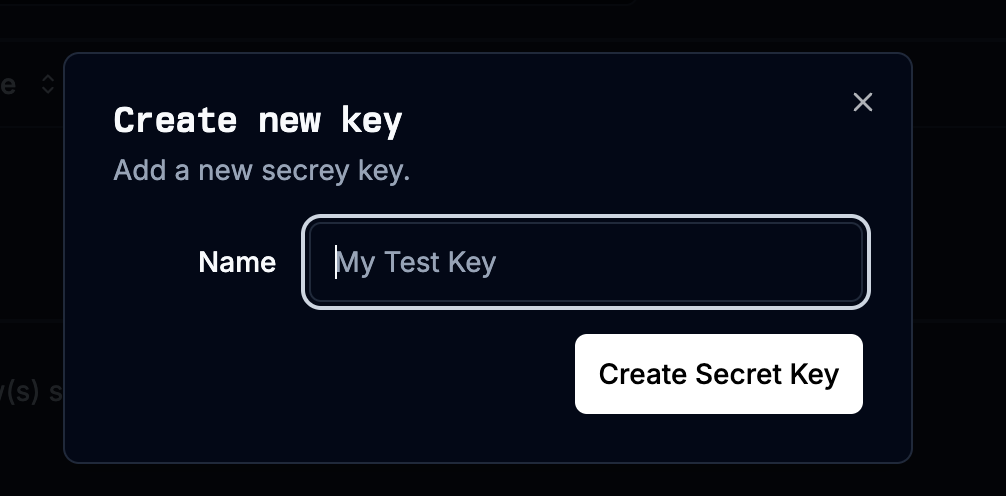 e
Create new key
Add a new secrey key.
Name
My Test Key
Create Secret Key
y(s) s